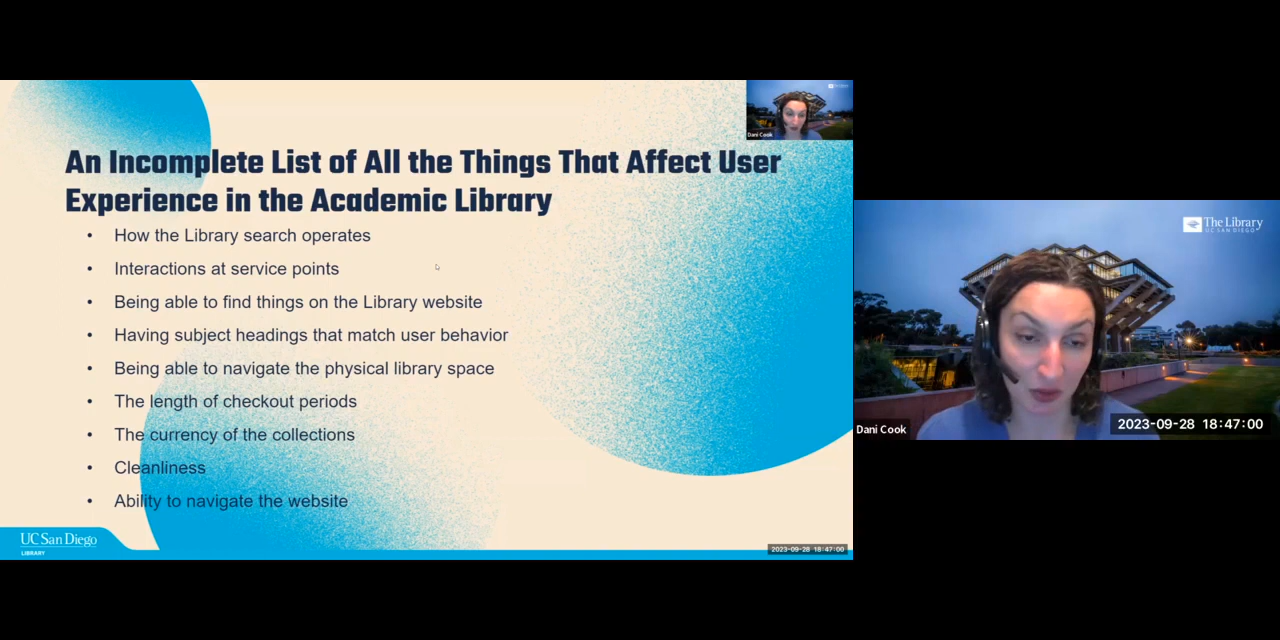 Dani Cook
An Incomplete List of All the Things That Affect User
Experience in the Academic Library
• How the Library search operates
• Interactions at service points
• Being able to find things on the Library website
• Having subject headings that match user behavior
• Being able to navigate the physical library space
• The length of checkout periods
• The currency of the collections
• Cleanliness
• Ability to navigate the website
UC San Diego
LIBRARY
2023-09-28 18:47:00
The Library
UC SAN DIEGO
Dani Cook
2023-09-28 18:47:00